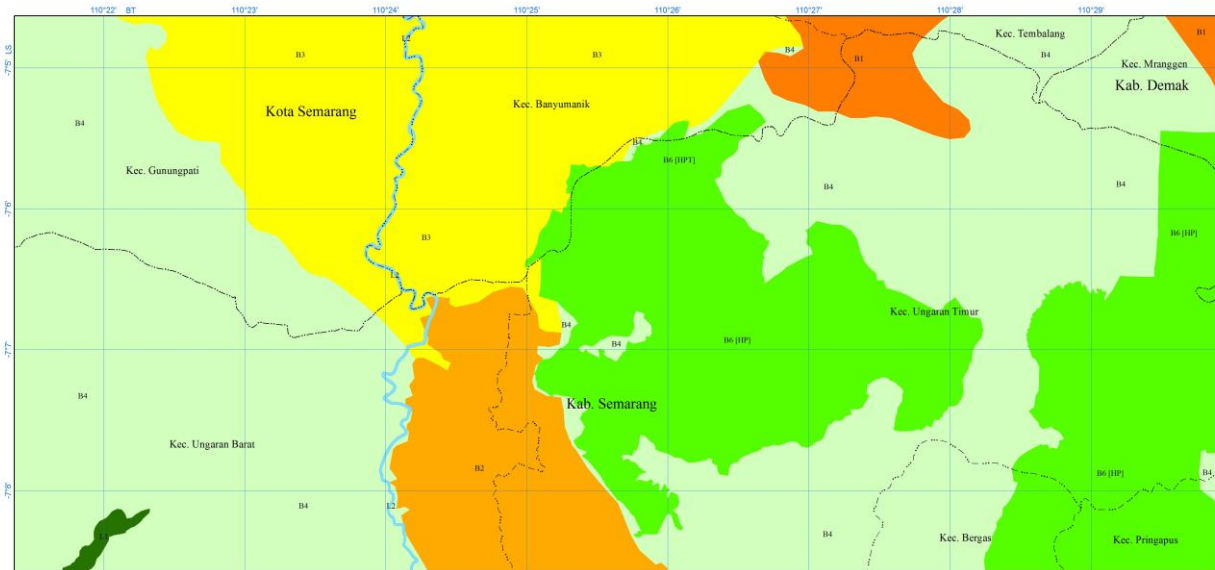 110°22' BT
110°23'
110°24'
110°25'
110°26'
110°27'
110°28'
110°29'
-7°5' LS
-7°6'
-7°7'
-7°8'
L2
B3
B3
B4
B1
Kec. Tembalang
B4
B1
Kec. Mranggen
Kab. Demak
Kec. Banyumanik
Kota Semarang
B4
B4
B6 [HPT]
Kec. Gunungpati
B4
B4
B3
B6 [HP]
L2
Kec. Ungaran Timur
B4
B4
B6 [HP]
B4
Kab. Semarang
Kec. Ungaran Barat
B2
B6 [HP]
B4
B4
L2
L1
B4
Kec. Bergas
Kec. Pringapus